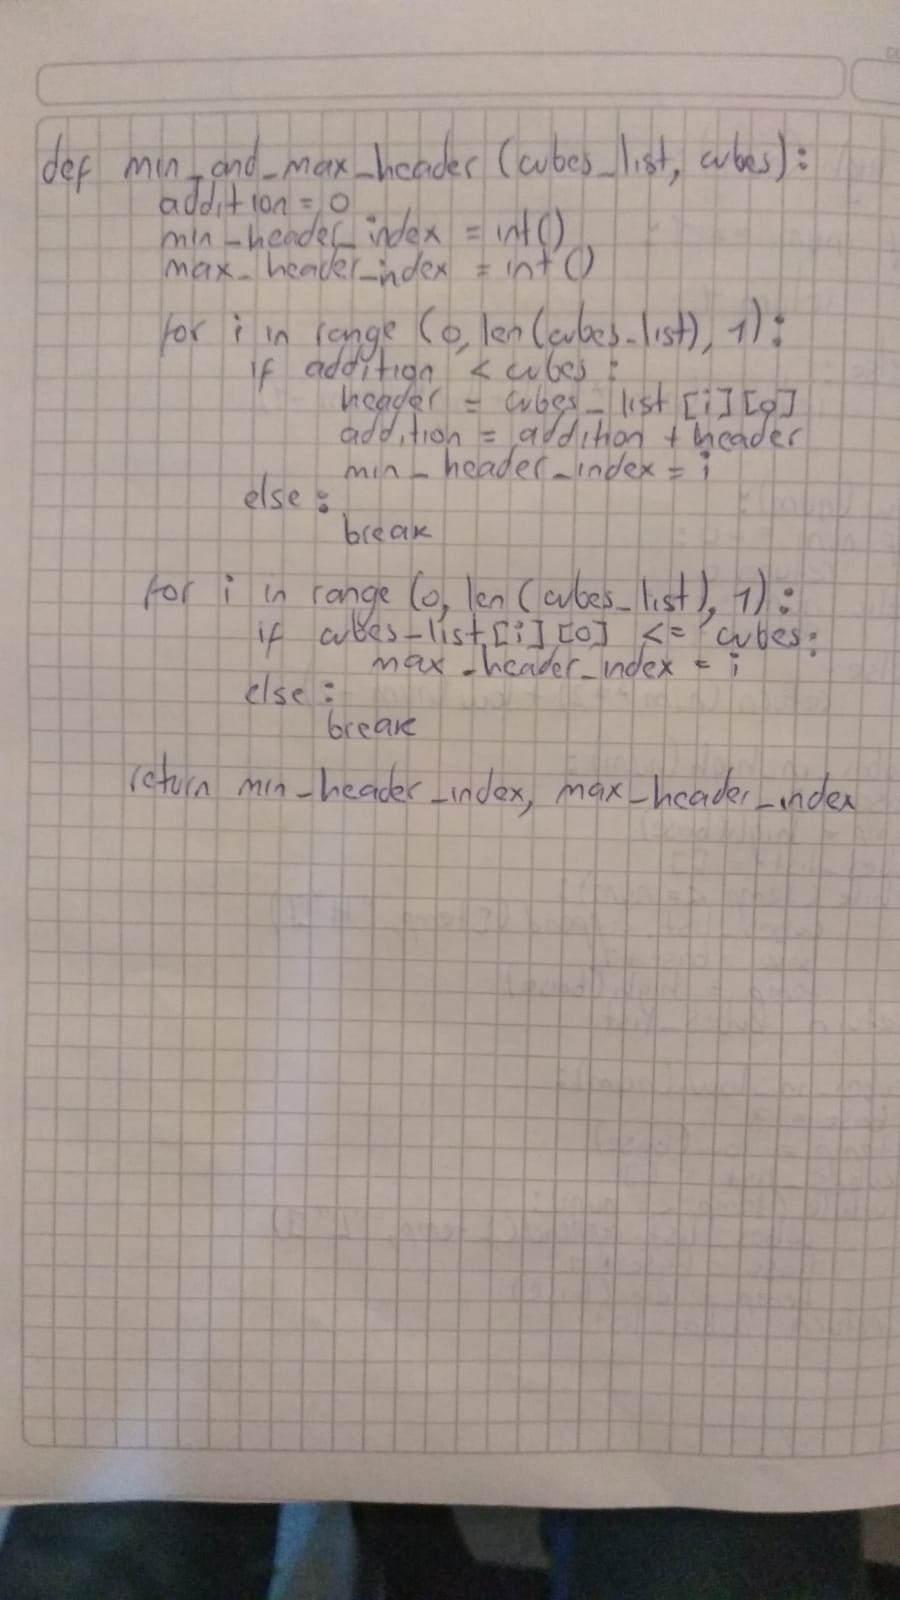 def min_and_max_header (cubes_list, cubes):
addition = 0
min_header_index = int()
max_header_index = int()
for i in range (0, len(cubes_list), 1):
if addition < cubes:
header = cubes_list [i][0]
addition = addition + header
min_header_index = i
else:
break
for i in range (0, len(cubes_list), 1):
if cubes_list[i][0] <= cubes:
max_header_index = i
else:
break
return min_header_index, max_header_index